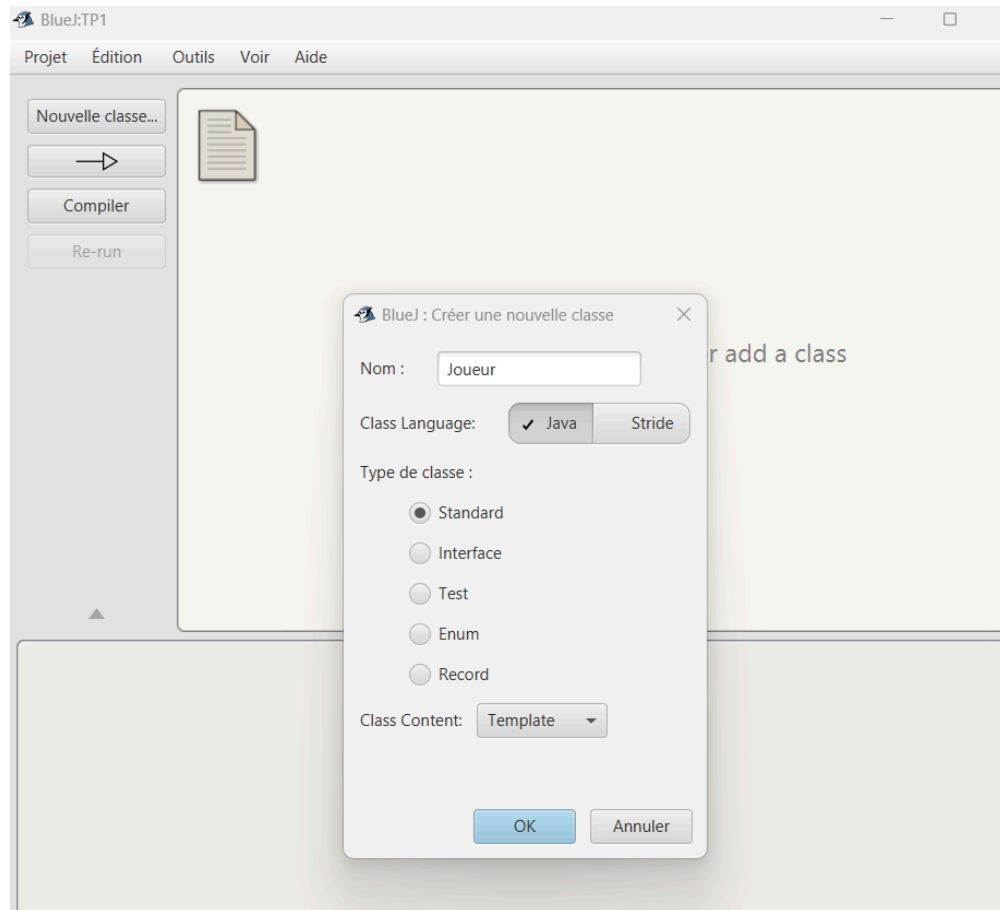 BlueJ:TP1
Projet Édition Outils Voir Aide
Nouvelle classe...
Compiler
Re-run
r add a class
BlueJ : Créer une nouvelle classe
Nom : Joueur
Class Language: Java Stride
Type de classe :
Standard
Interface
Test
Enum
Record
Class Content: Template
OK Annuler